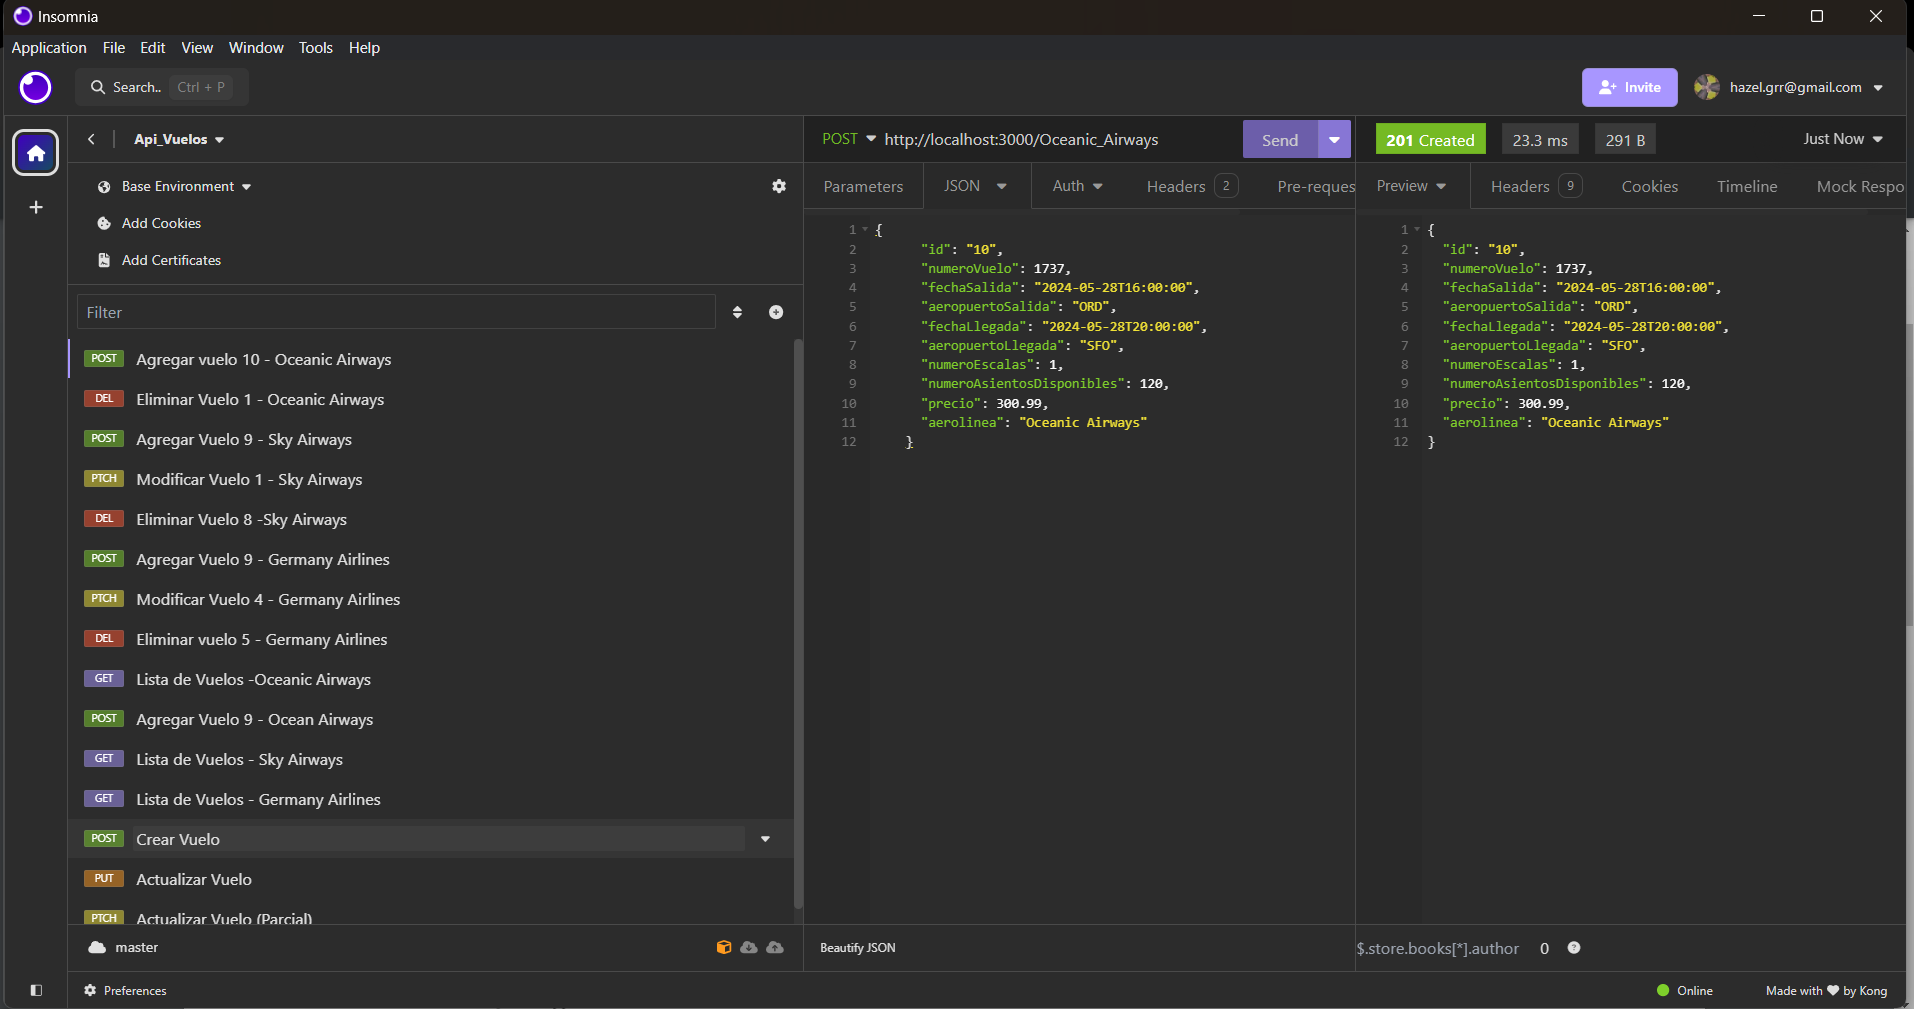 Insomnia
Application File Edit View Window Tools Help
Search.. Ctrl + P
Invite
hazel.grr@gmail.com
Api_Vuelos
Base Environment
Add Cookies
Add Certificates
Filter
POST Agregar vuelo 10 - Oceanic Airways
DEL Eliminar Vuelo 1 - Oceanic Airways
POST Agregar Vuelo 9 - Sky Airways
PTCH Modificar Vuelo 1 - Sky Airways
DEL Eliminar Vuelo 8 -Sky Airways
POST Agregar Vuelo 9 - Germany Airlines
PTCH Modificar Vuelo 4 - Germany Airlines
DEL Eliminar vuelo 5 - Germany Airlines
GET Lista de Vuelos -Oceanic Airways
POST Agregar Vuelo 9 - Ocean Airways
GET Lista de Vuelos - Sky Airways
GET Lista de Vuelos - Germany Airlines
POST Crear Vuelo
PUT Actualizar Vuelo
PTCH Actualizar Vuelo (Parcial)
master
Preferences
POST http://localhost:3000/Oceanic_Airways Send
Parameters JSON Auth Headers 2 Pre-reques
1 {
2 "id": "10",
3 "numeroVuelo": 1737,
4 "fechaSalida": "2024-05-28T16:00:00",
5 "aeropuertoSalida": "ORD",
6 "fechaLlegada": "2024-05-28T20:00:00",
7 "aeropuertoLlegada": "SFO",
8 "numeroEscalas": 1,
9 "numeroAsientosDisponibles": 120,
10 "precio": 300.99,
11 "aerolinea": "Oceanic Airways"
12 }
Beautify JSON
201 Created 23.3 ms 291 B Just Now
Preview Headers 9 Cookies Timeline Mock Respo
1 {
2 "id": "10",
3 "numeroVuelo": 1737,
4 "fechaSalida": "2024-05-28T16:00:00",
5 "aeropuertoSalida": "ORD",
6 "fechaLlegada": "2024-05-28T20:00:00",
7 "aeropuertoLlegada": "SFO",
8 "numeroEscalas": 1,
9 "numeroAsientosDisponibles": 120,
10 "precio": 300.99,
11 "aerolinea": "Oceanic Airways"
12 }
$.store.books[*].author 0
Online
Made with ❤ by Kong